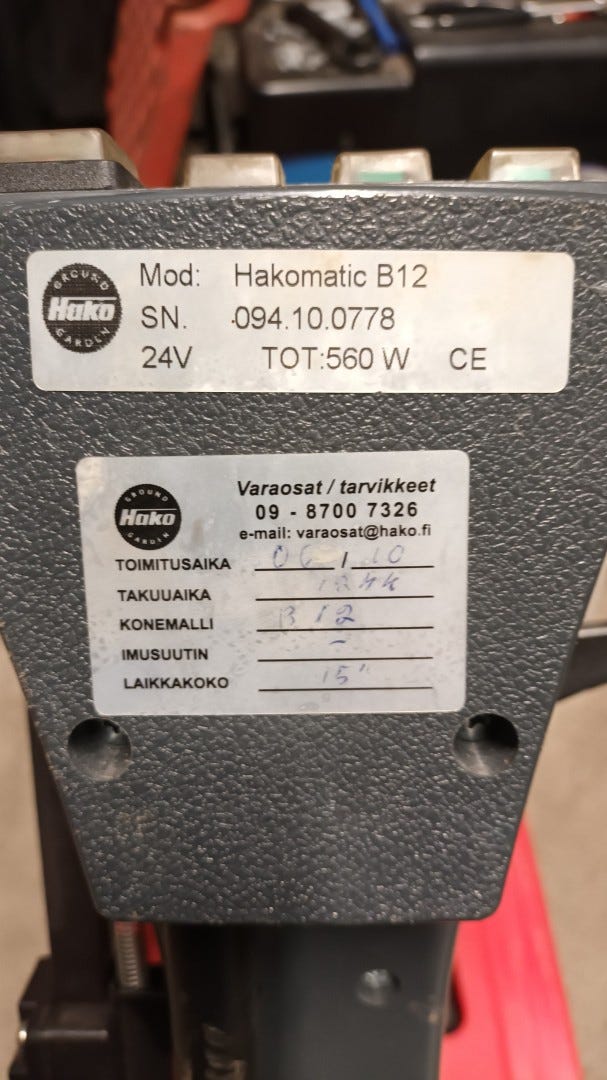 GROUND
Hako
GARDEN
Mod: Hakomatic B12
SN. 094.10.0778
24V TOT:560 W CE
GROUND
Hako
GARDEN
Varaosat / tarvikkeet
09 - 8700 7326
e-mail: varaosat@hako.fi
TOIMITUSAIKA 06 / 10
TAKUUAIKA 12kk
KONEMALLI B12
IMUSUUTIN -
LAIKKAKOKO 15"